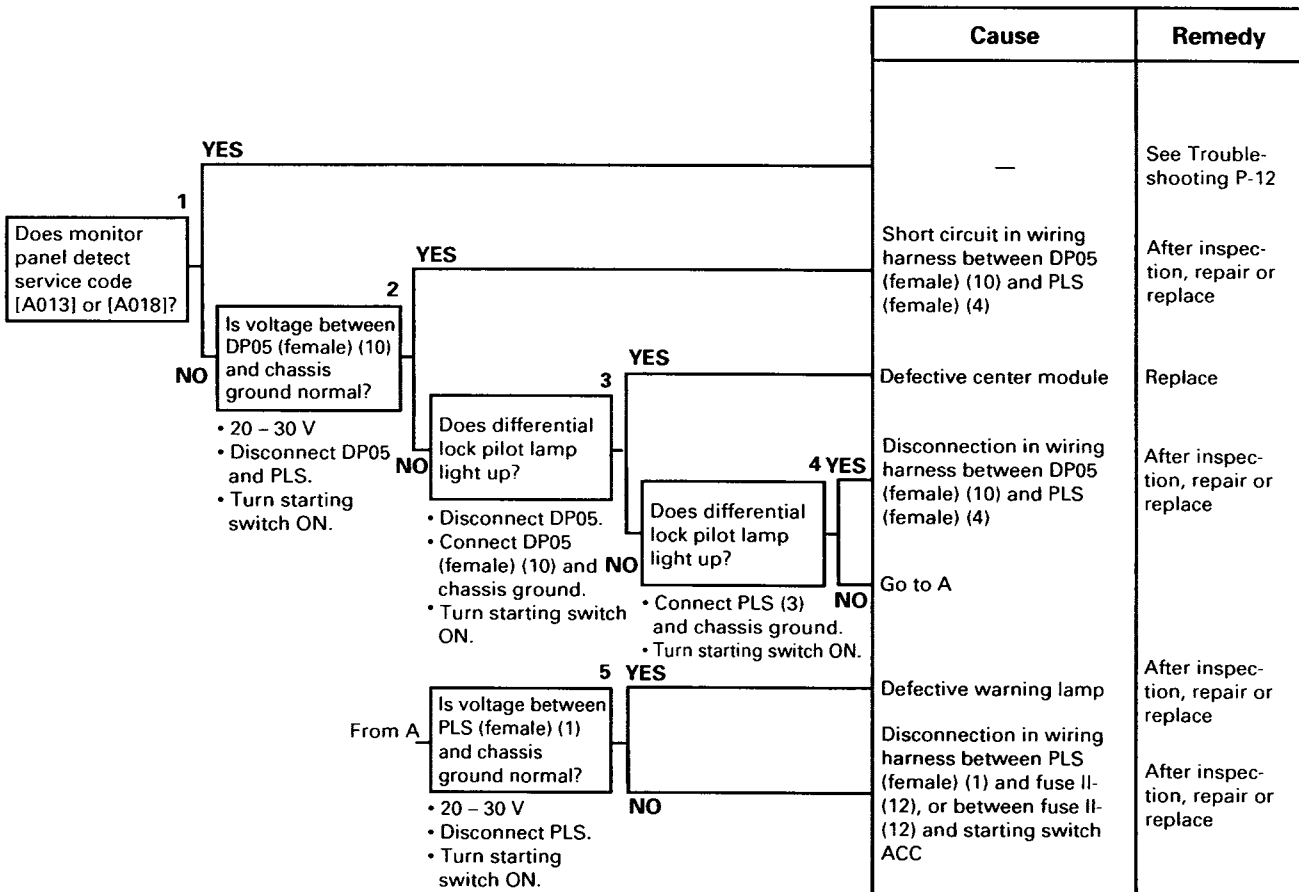 Cause
Remedy
YES
—
See Trouble-
shooting P-12
1
Does monitor
panel detect
service code
[A013] or [A018]?
NO
YES
Short circuit in wiring
harness between DP05
(female) (10) and PLS
(female) (4)
After inspec-
tion, repair or
replace
2
Is voltage between
DP05 (female) (10)
and chassis
ground normal?
• 20 – 30 V
• Disconnect DP05
and PLS.
• Turn starting
switch ON.
NO
YES
Defective center module
Replace
3
Does differential
lock pilot lamp
light up?
• Disconnect DP05.
• Connect DP05
(female) (10) and
chassis ground.
• Turn starting switch
ON.
NO
4
YES
Disconnection in wiring
harness between DP05
(female) (10) and PLS
(female) (4)
After inspec-
tion, repair or
replace
Does differential
lock pilot lamp
light up?
• Connect PLS (3)
and chassis ground.
• Turn starting switch ON.
NO
Go to A
From A
5
YES
Defective warning lamp
After inspec-
tion, repair or
replace
Is voltage between
PLS (female) (1)
and chassis
ground normal?
• 20 – 30 V
• Disconnect PLS.
• Turn starting
switch ON.
NO
Disconnection in wiring
harness between PLS
(female) (1) and fuse II-
(12), or between fuse II-
(12) and starting switch
ACC
After inspec-
tion, repair or
replace